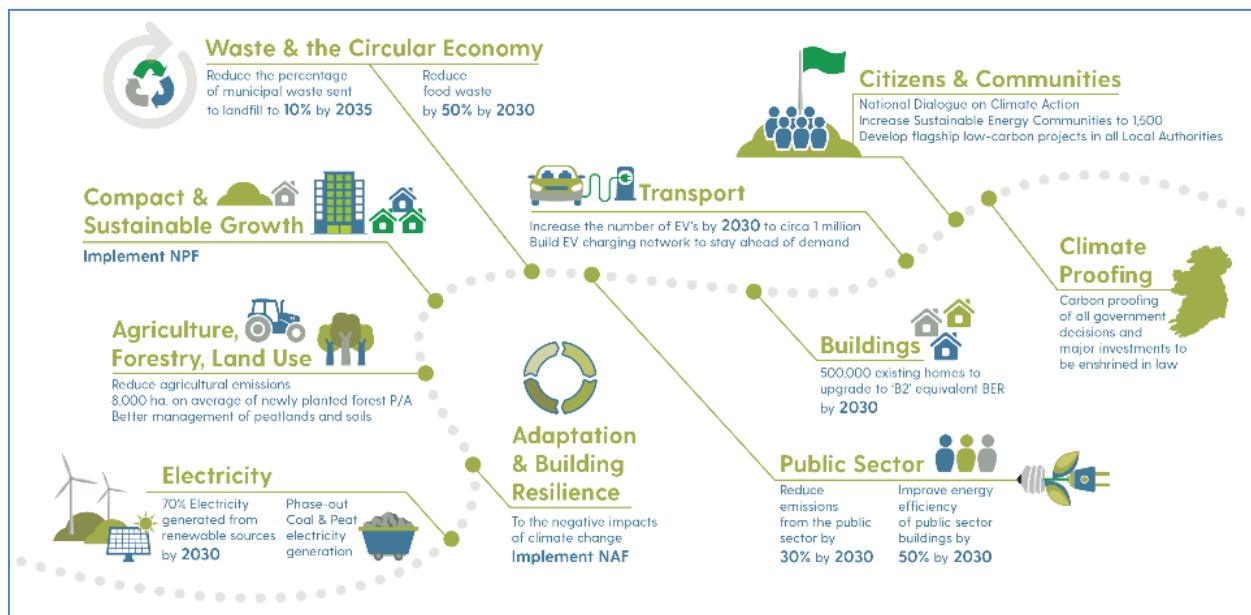 Waste & the Circular Economy
Reduce the percentage
of municipal waste sent
to landfill to 10% by 2035
Reduce
food waste
by 50% by 2030
Citizens & Communities
National Dialogue on Climate Action
Increase Sustainable Energy Communities to 1,500
Develop flagship low-carbon projects in all Local Authorities
Compact &
Sustainable Growth
Implement NPF
Transport
Increase the number of EV's by 2030 to circa 1 million
Build EV charging network to stay ahead of demand
Climate
Proofing
Carbon proofing
of all government
decisions and
major investments to
be enshrined in law
Agriculture,
Forestry, Land Use
Reduce agricultural emissions
8,000 ha. on average of newly planted forest P/A
Better management of peatlands and soils
Buildings
500,000 existing homes to
upgrade to 'B2' equivalent BER
by 2030
Adaptation
& Building
Resilience
To the negative impacts
of climate change
Implement NAF
Electricity
70% Electricity
generated from
renewable sources
by 2030
Phase-out
Coal & Peat
electricity
generation
Public Sector
Reduce
emissions
from the public
sector by
30% by 2030
Improve energy
efficiency
of public sector
buildings by
50% by 2030